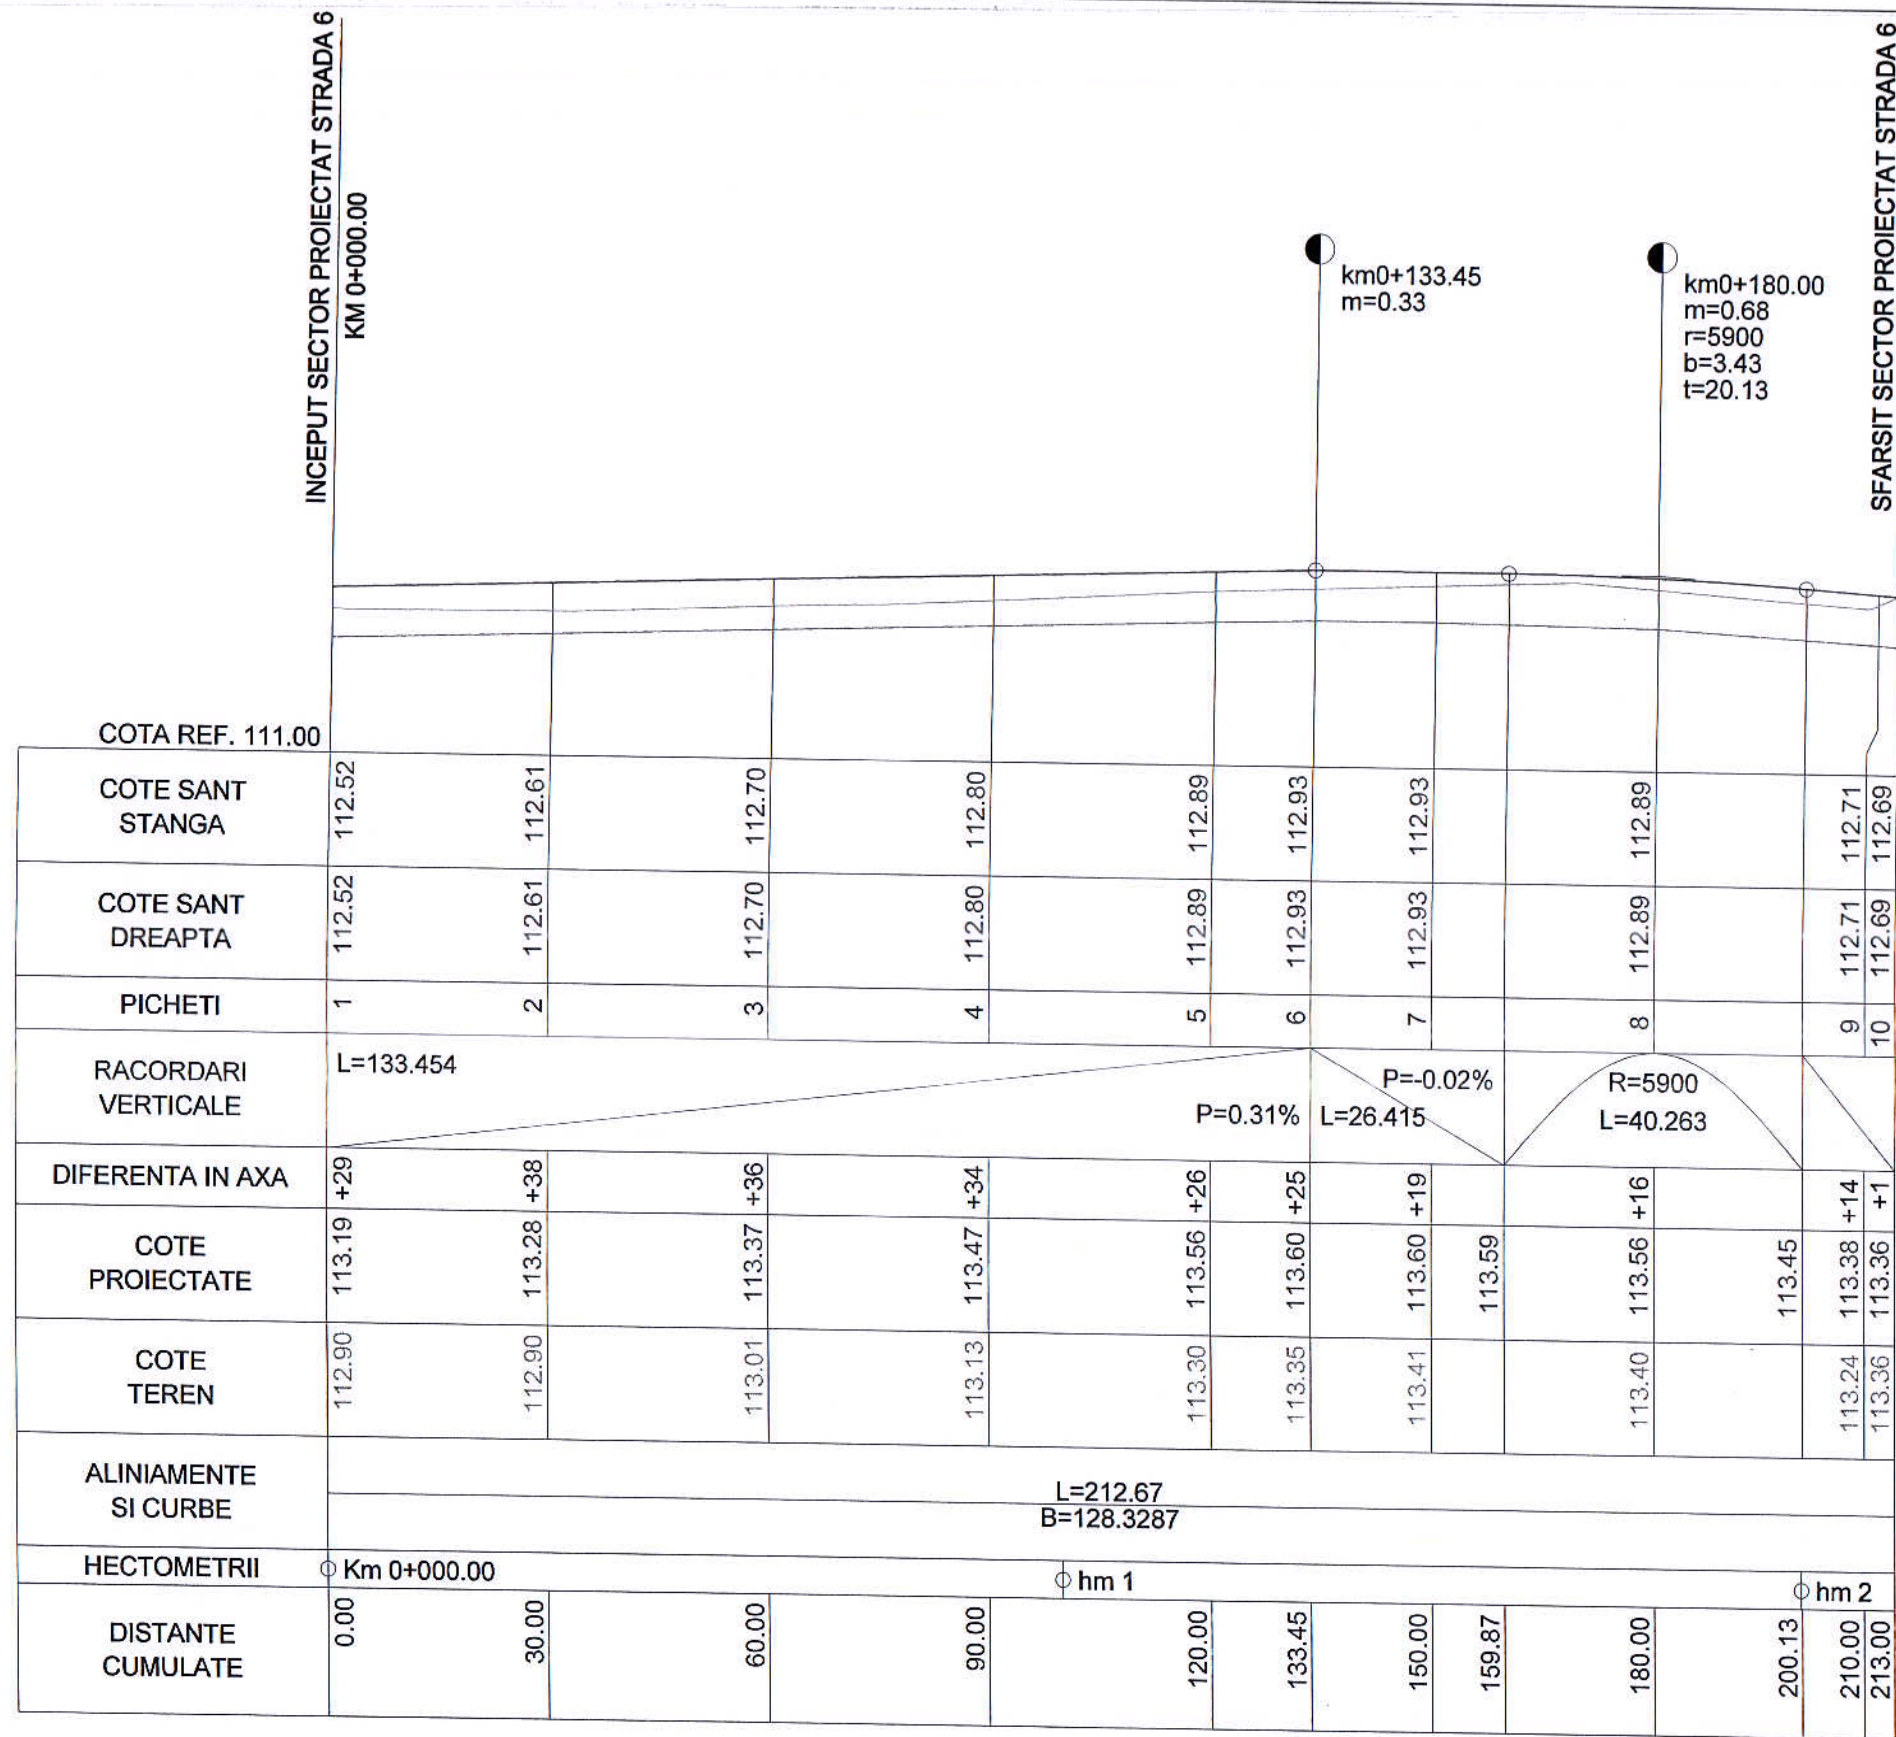 INCEPUT SECTOR PROIECTAT STRADA 6
KM 0+000.00
km0+133.45
m=0.33
km0+180.00
m=0.68
r=5900
b=3.43
t=20.13
SFARSIT SECTOR PROIECTAT STRADA 6
COTA REF. 111.00
COTE SANT
STANGA
112.52 112.61 112.70 112.80 112.89 112.93 112.93 112.89 112.71 112.69
COTE SANT
DREAPTA
112.52 112.61 112.70 112.80 112.89 112.93 112.93 112.89 112.71 112.69
PICHETI 1 2 3 4 5 6 7 8 9 10
RACORDARI
VERTICALE
L=133.454
P=0.31%
P=-0.02%
L=26.415
R=5900
L=40.263
DIFERENTA IN AXA +29 +38 +36 +34 +26 +25 +19 +16 +14 +1
COTE
PROIECTATE
113.19 113.28 113.37 113.47 113.56 113.60 113.60 113.59 113.56 113.45 113.38 113.36
COTE
TEREN
112.90 112.90 113.01 113.13 113.30 113.35 113.41 113.40 113.24 113.36
ALINIAMENTE
SI CURBE
L=212.67
B=128.3287
HECTOMETRII Km 0+000.00 hm 1 hm 2
DISTANTE
CUMULATE
0.00 30.00 60.00 90.00 120.00 133.45 150.00 159.87 180.00 200.13 210.00 213.00